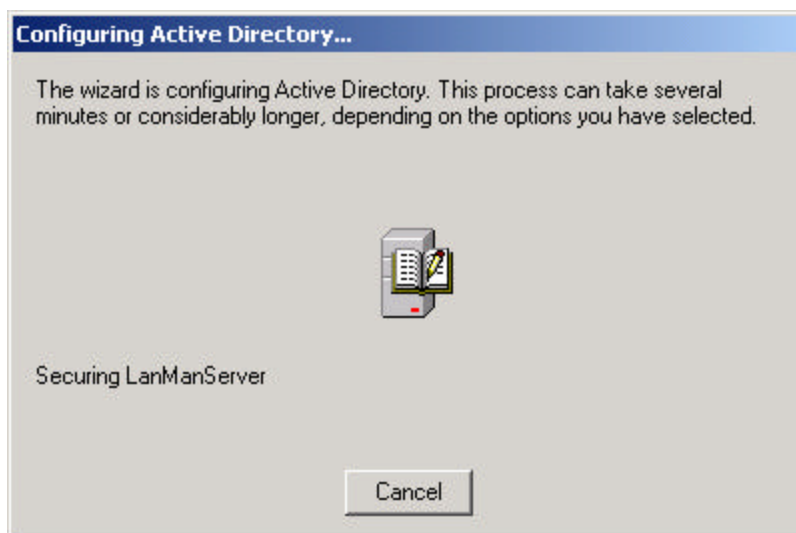 Configuring Active Directory...
The wizard is configuring Active Directory. This process can take several
minutes or considerably longer, depending on the options you have selected.
Securing LanManServer
Cancel